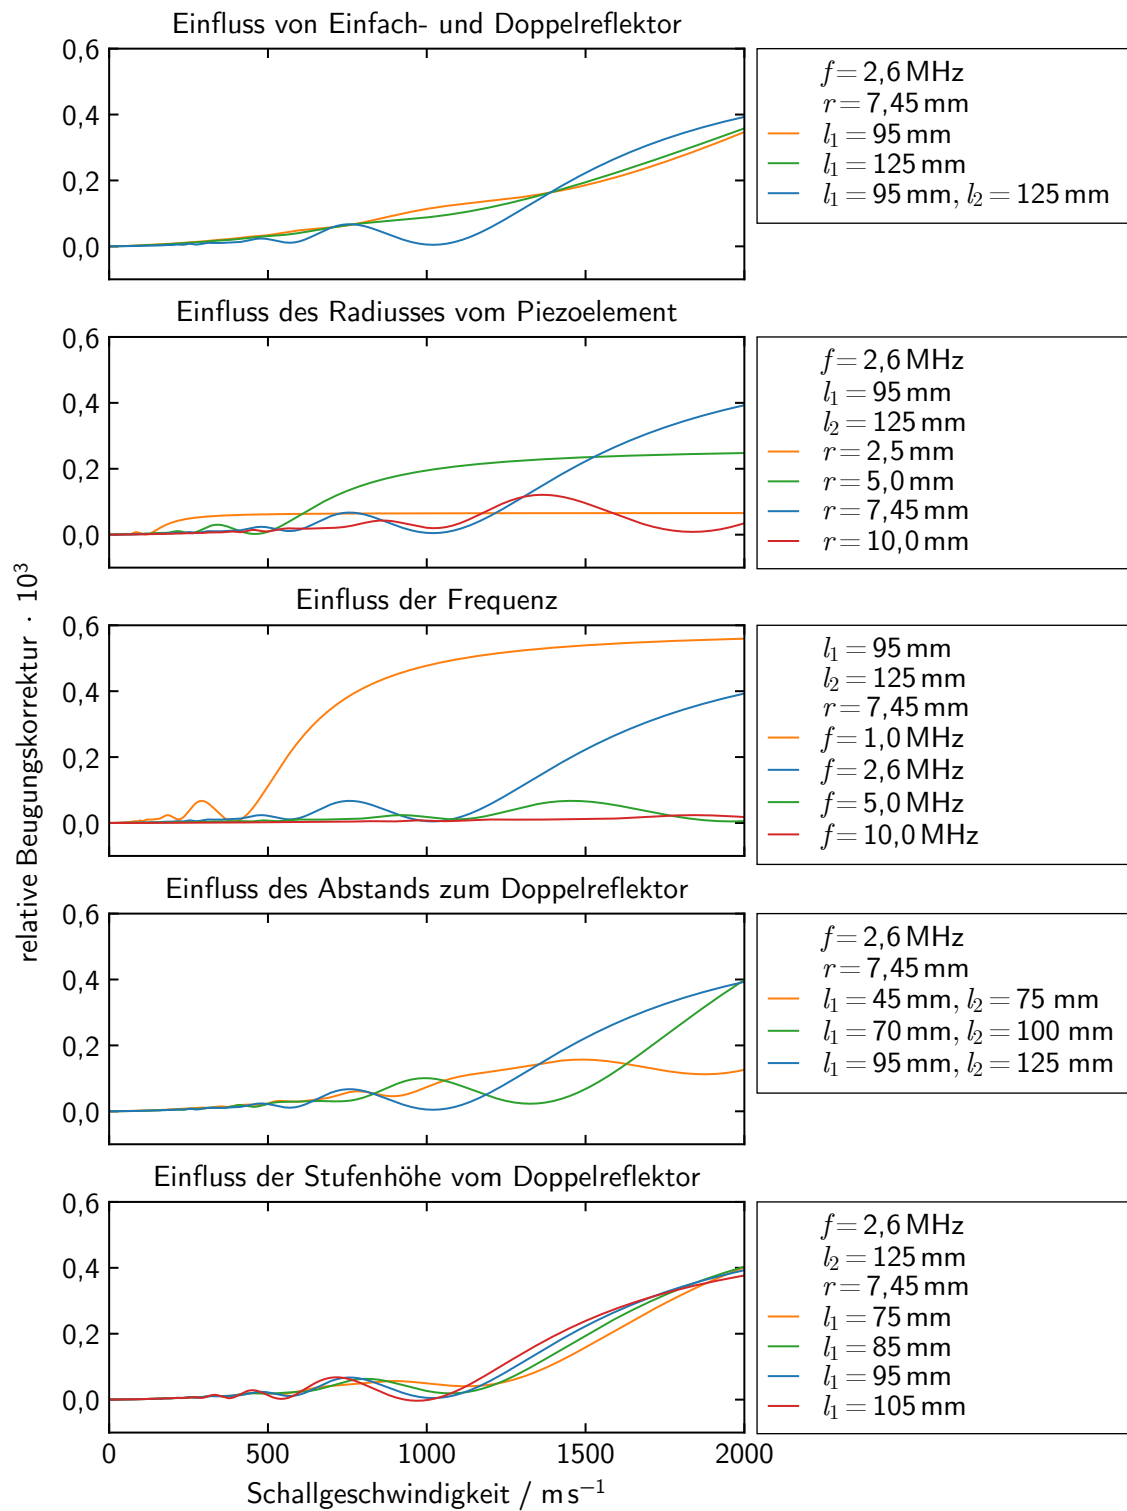 Einfluss von Einfach- und Doppelreflektor
0,6
0,4
0,2
0,0
f = 2,6 MHz
r = 7,45 mm
l₁ = 95 mm
l₁ = 125 mm
l₁ = 95 mm, l₂ = 125 mm
Einfluss des Radiusses vom Piezoelement
0,6
0,4
0,2
0,0
f = 2,6 MHz
l₁ = 95 mm
l₂ = 125 mm
r = 2,5 mm
r = 5,0 mm
r = 7,45 mm
r = 10,0 mm
relative Beugungskorrektur · 10³
Einfluss der Frequenz
0,6
0,4
0,2
0,0
l₁ = 95 mm
l₂ = 125 mm
r = 7,45 mm
f = 1,0 MHz
f = 2,6 MHz
f = 5,0 MHz
f = 10,0 MHz
Einfluss des Abstands zum Doppelreflektor
0,6
0,4
0,2
0,0
f = 2,6 MHz
r = 7,45 mm
l₁ = 45 mm, l₂ = 75 mm
l₁ = 70 mm, l₂ = 100 mm
l₁ = 95 mm, l₂ = 125 mm
Einfluss der Stufenhöhe vom Doppelreflektor
0,6
0,4
0,2
0,0
f = 2,6 MHz
l₂ = 125 mm
r = 7,45 mm
l₁ = 75 mm
l₁ = 85 mm
l₁ = 95 mm
l₁ = 105 mm
0 500 1000 1500 2000
Schallgeschwindigkeit / m s⁻¹